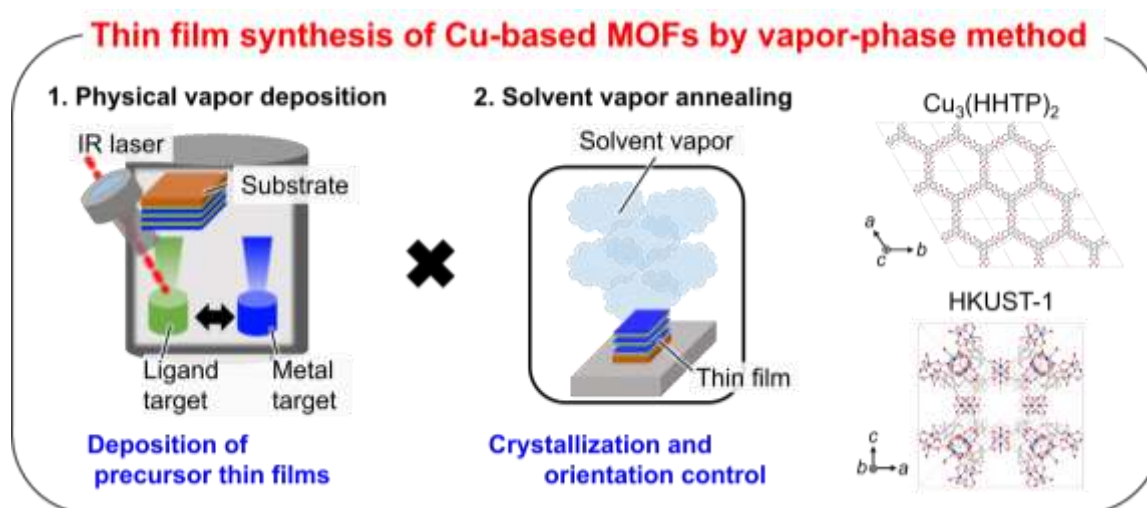 Thin film synthesis of Cu-based MOFs by vapor-phase method
1. Physical vapor deposition
IR laser
Substrate
Ligand
target
Metal
target
Deposition of
precursor thin films
2. Solvent vapor annealing
Solvent vapor
Thin film
Crystallization and
orientation control
Cu₃(HHTP)₂
a
b
c
HKUST-1
c
b
a